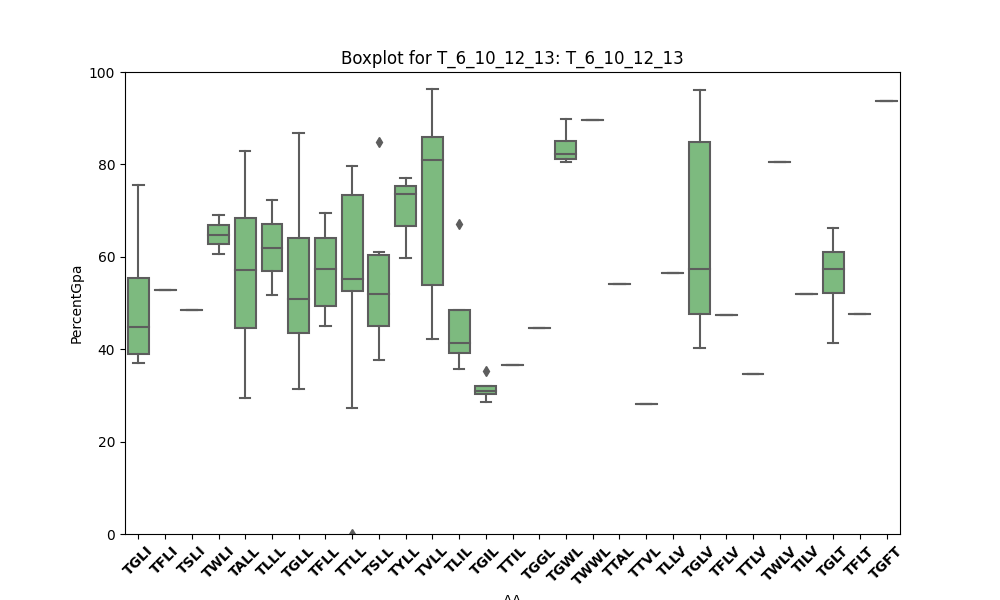 Boxplot for T_6_10_12_13: T_6_10_12_13
100
80
60
40
20
0
PercentGpa
TGLI TFLI TSLI TWLI TALL TLLL TGLL TFLL TTLL TSLL TYLL TVLL TLIL TGIL TTIL TGGL TGWL TWWL TTAL TTVL TLLV TGLV TFLV TTLV TWLV TILV TGLT TFLT TGFT
AA